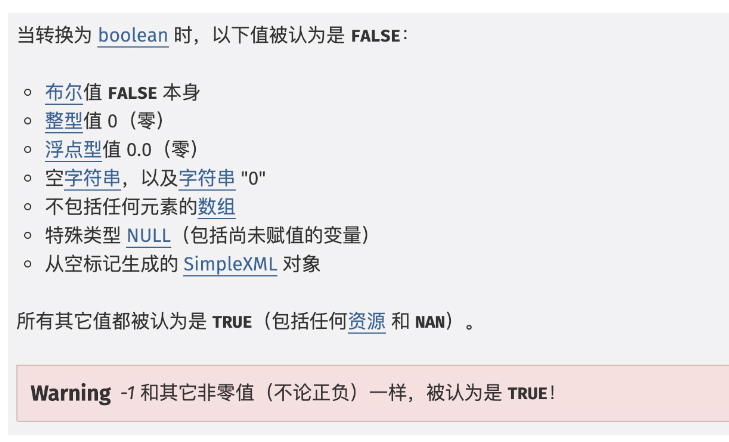 当转换为 boolean 时，以下值被认为是 FALSE：
布尔值 FALSE 本身
整型值 0（零）
浮点型值 0.0（零）
空字符串，以及字符串 "0"
不包括任何元素的数组
特殊类型 NULL（包括尚未赋值的变量）
从空标记生成的 SimpleXML 对象
所有其它值都被认为是 TRUE（包括任何资源 和 NAN）。
Warning -1 和其它非零值（不论正负）一样，被认为是 TRUE！